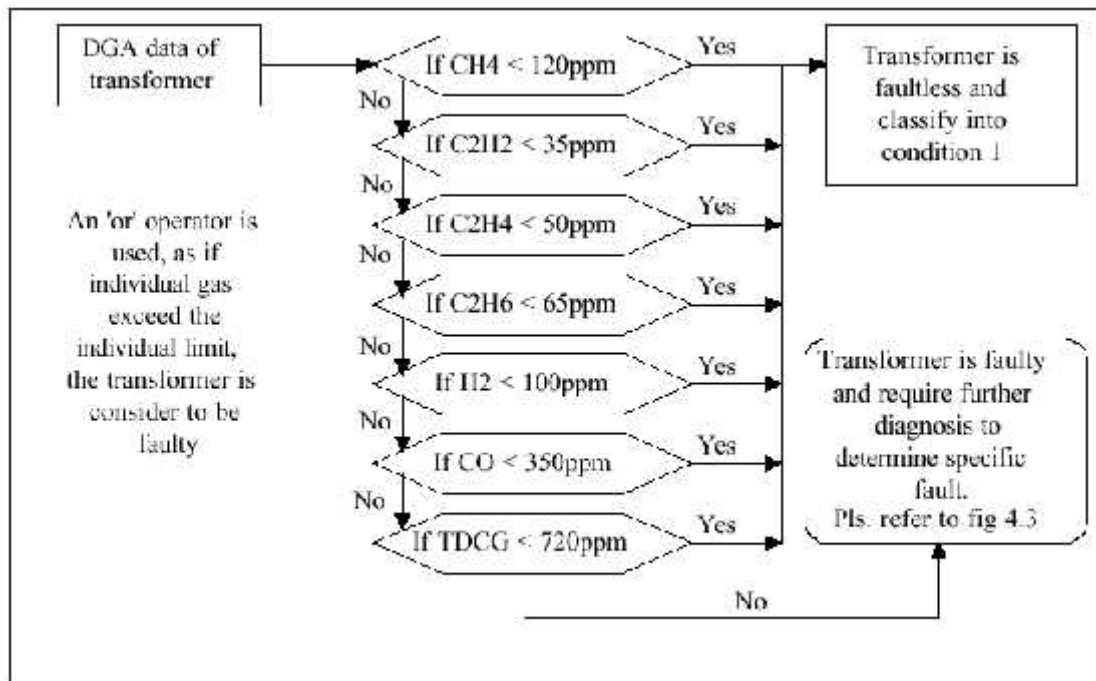 DGA data of
transformer
If CH4 < 120ppm
Yes
Transformer is
faultless and
classify into
condition 1
No
If C2H2 < 35ppm
Yes
No
If C2H4 < 50ppm
Yes
An 'or' operator is
used, as if
individual gas
exceed the
individual limit,
the transformer is
consider to be
faulty
No
If C2H6 < 65ppm
Yes
No
If H2 < 100ppm
Yes
No
If CO < 350ppm
Yes
No
If TDCG < 720ppm
Yes
Transformer is faulty
and require further
diagnosis to
determine specific
fault.
Pls. refer to fig 4.3
No